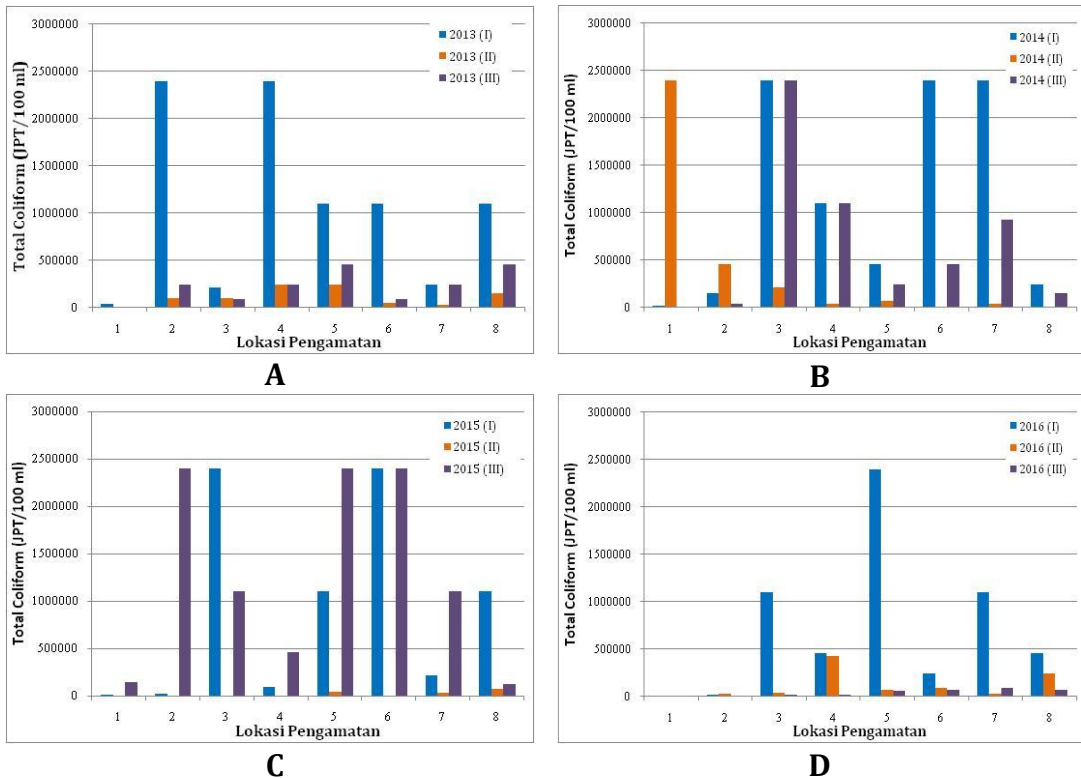 Total Coliform (JPT/100 ml)
3000000
2500000
2000000
1500000
1000000
500000
0
2013 (I)
2013 (II)
2013 (III)
1 2 3 4 5 6 7 8
Lokasi Pengamatan
A
Total Coliform (JPT/100 ml)
3000000
2500000
2000000
1500000
1000000
500000
0
2014 (I)
2014 (II)
2014 (III)
1 2 3 4 5 6 7 8
Lokasi Pengamatan
B
Total Coliform (JPT/100 ml)
3000000
2500000
2000000
1500000
1000000
500000
0
2015 (I)
2015 (II)
2015 (III)
1 2 3 4 5 6 7 8
Lokasi Pengamatan
C
Total Coliform (JPT/100 ml)
3000000
2500000
2000000
1500000
1000000
500000
0
2016 (I)
2016 (II)
2016 (III)
1 2 3 4 5 6 7 8
Lokasi Pengamatan
D